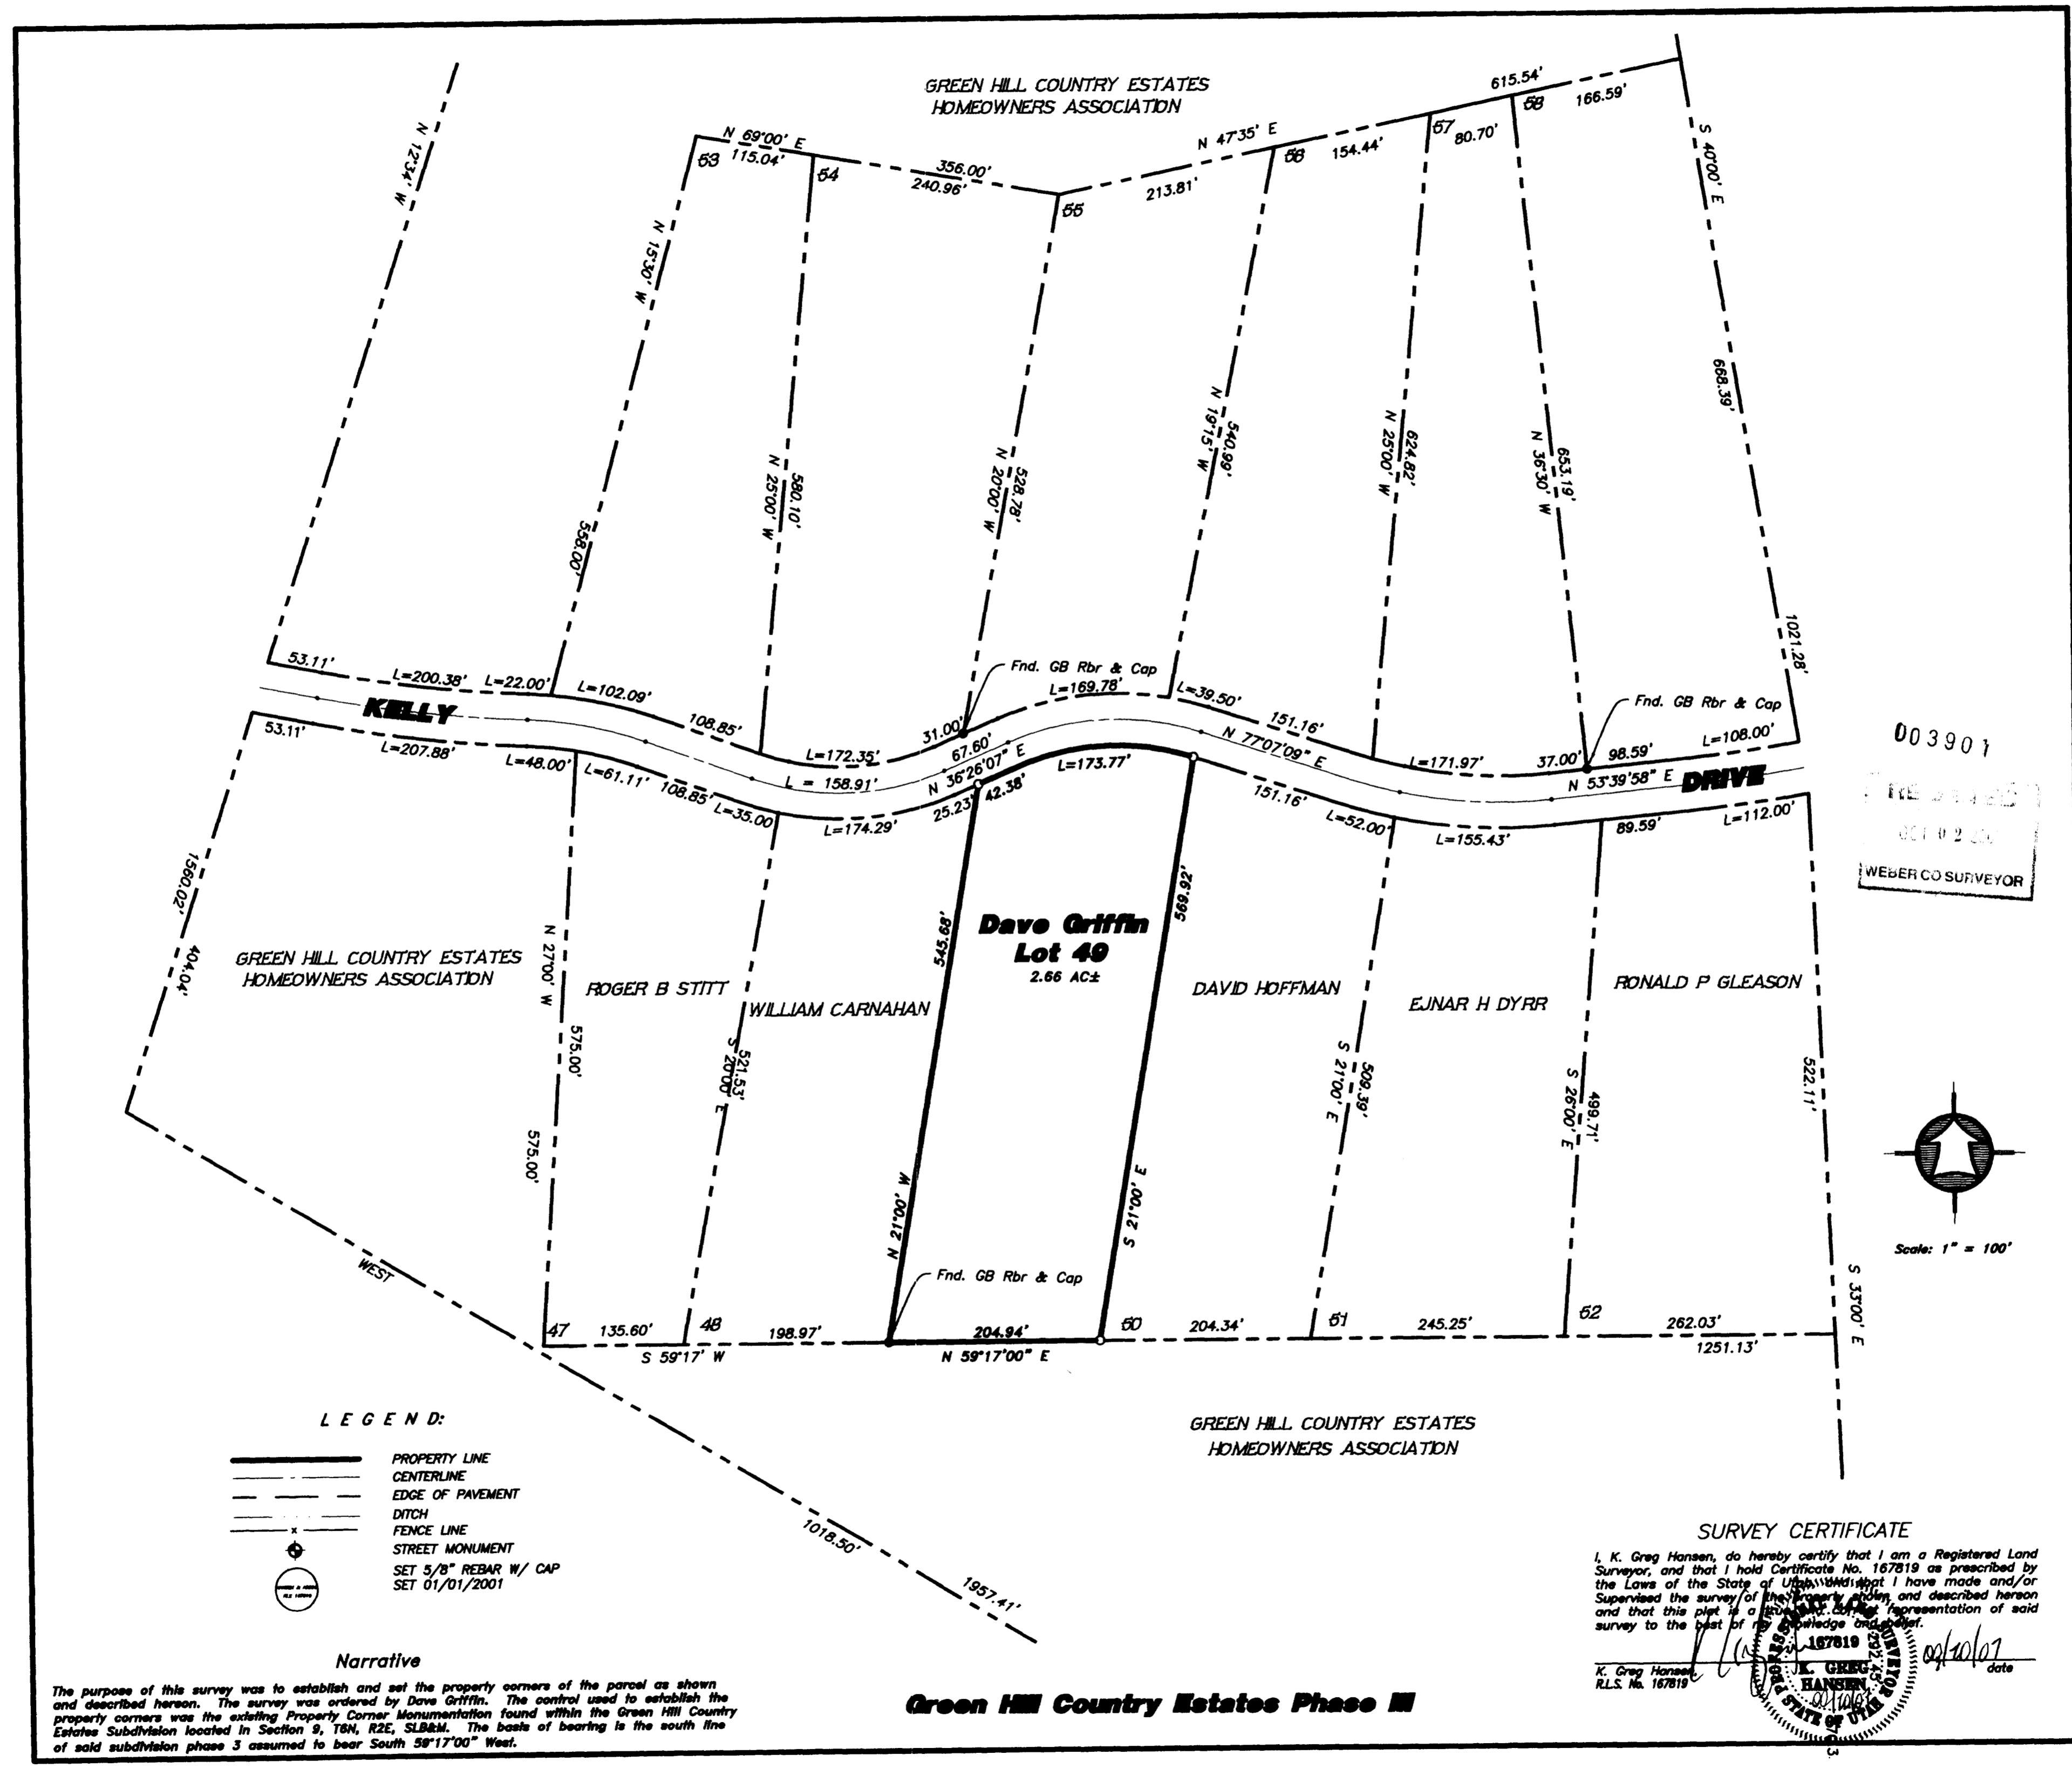 GREEN HILL COUNTRY ESTATES
HOMEOWNERS ASSOCIATION
N 12°34' W
N 69°00' E
53
115.04'
54
356.00'
240.96'
55
N 47°35' E
213.81'
56
154.44'
57
80.70'
615.54'
58
166.59'
S 40°00' E
668.39'
1021.28'
N 15°30' W
558.00'
580.10'
N 25°00' W
528.78'
N 20°00' W
540.99'
N 19°15' W
624.82'
N 25°00' W
653.19'
N 36°30' W
53.11'
L=200.38'
L=22.00'
L=102.09'
108.85'
L=172.35'
31.00'
Fnd. GB Rbr & Cap
L=169.78'
L=39.50'
151.16'
L=171.97'
37.00'
Fnd. GB Rbr & Cap
98.59'
L=108.00'
KELLY
L = 158.91'
67.60'
N 36°26'07" E
N 77°07'09" E
N 53°39'58" E
DRIVE
53.11'
L=207.88'
L=48.00'
L=61.11'
108.85'
L=35.00
L=174.29'
25.23'
42.38'
L=173.77'
151.16'
L=52.00'
L=155.43'
89.59'
L=112.00'
003901
OCT 02
WEBER CO SURVEYOR
1560.02'
404.04'
GREEN HILL COUNTRY ESTATES
HOMEOWNERS ASSOCIATION
N 27°00' W
575.00'
575.00'
ROGER B STITT
521.53'
S 20°00' E
WILLIAM CARNAHAN
545.68'
N 21°00' W
Dave Griffin
Lot 49
2.66 AC±
569.92'
S 21°00' E
DAVID HOFFMAN
509.39'
S 21°00' E
EJNAR H DYRR
499.71'
S 26°00' E
RONALD P GLEASON
522.11'
S 33°00' E
Scale: 1" = 100'
WEST
Fnd. GB Rbr & Cap
47
135.60'
48
198.97'
204.94'
50
204.34'
51
245.25'
52
262.03'
S 59°17' W
N 59°17'00" E
1251.13'
GREEN HILL COUNTRY ESTATES
HOMEOWNERS ASSOCIATION
1018.50'
1957.41'
LEGEND:
PROPERTY LINE
CENTERLINE
EDGE OF PAVEMENT
DITCH
FENCE LINE
STREET MONUMENT
SET 5/8" REBAR W/ CAP
SET 01/01/2001
Narrative
The purpose of this survey was to establish and set the property corners of the parcel as shown
and described hereon. The survey was ordered by Dave Griffin. The control used to establish the
property corners was the existing Property Corner Monumentation found within the Green Hill Country
Estates Subdivision located in Section 9, T6N, R2E, SLB&M. The basis of bearing is the south line
of said subdivision phase 3 assumed to bear South 59°17'00" West.
Green Hill Country Estates Phase III
SURVEY CERTIFICATE
I, K. Greg Hansen, do hereby certify that I am a Registered Land
Surveyor, and that I hold Certificate No. 167819 as prescribed by
the Laws of the State of Utah, and that I have made and/or
Supervised the survey of the property shown and described hereon
and that this plat is a true and correct representation of said
survey to the best of my knowledge and belief.
K. Greg Hansen
R.L.S. No. 167819
date
167819
K. GREG
HANSEN
STATE OF UTAH